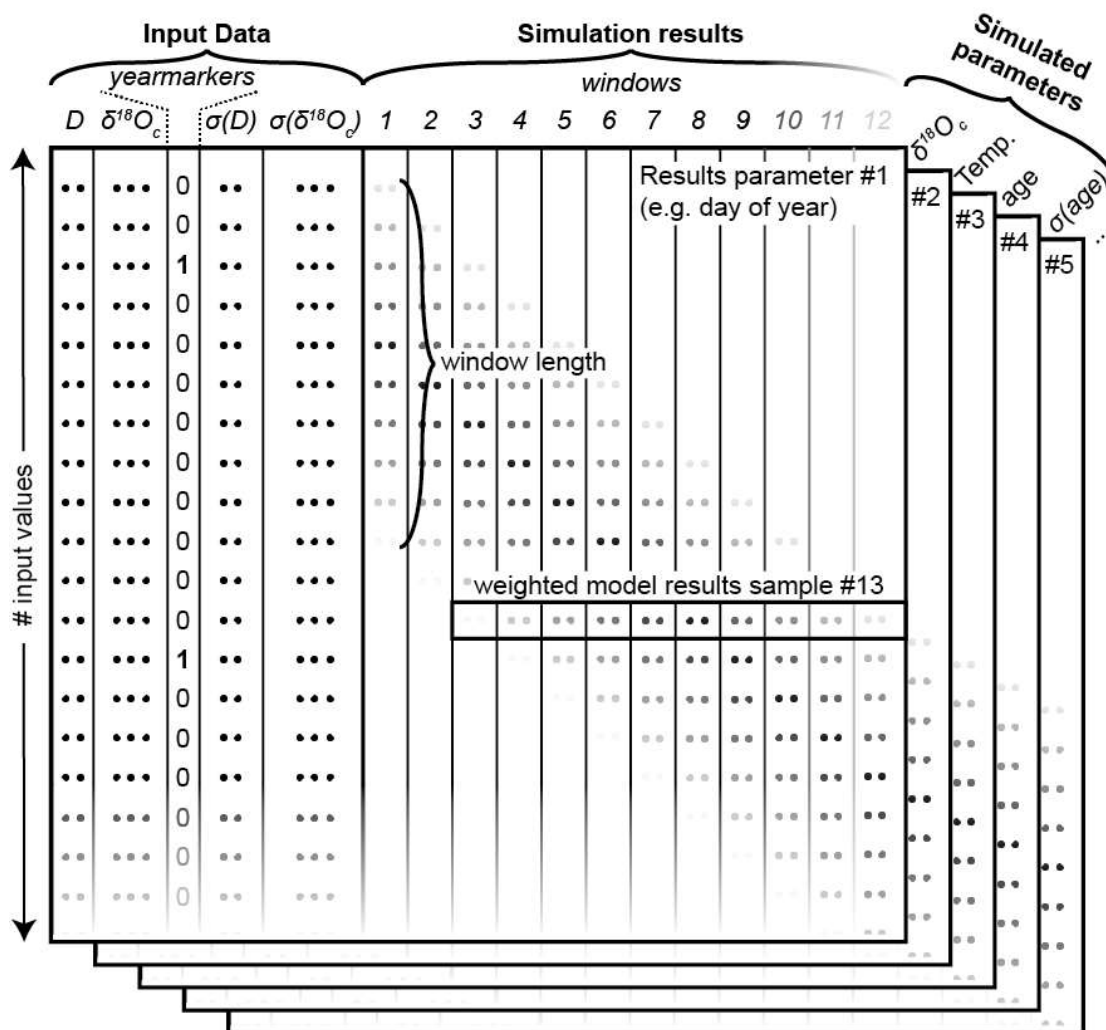 Input Data
Simulation results
Simulated
parameters
yearmarkers
windows
D δ¹⁸Oc σ(D) σ(δ¹⁸Oc) 1 2 3 4 5 6 7 8 9 10 11 12
δ¹⁸Oc
Temp.
age
σ(age)
...
Results parameter #1
(e.g. day of year)
#2
#3
#4
#5
0
0
1
0
0
window length
0
0
0
0
0
0
weighted model results sample #13
0
1
0
0
0
0
0
0
# input values